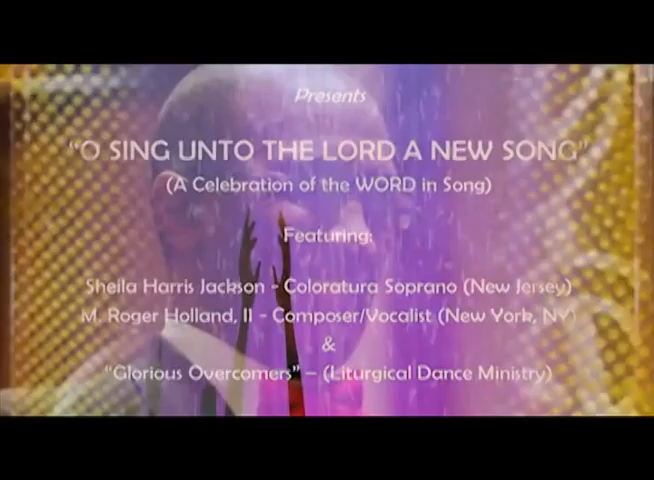 Presents
“O SING UNTO THE LORD A NEW SONG”
(A Celebration of the WORD in Song)
Featuring:
Sheila Harris Jackson - Coloratura Soprano (New Jersey)
M. Roger Holland, II - Composer/Vocalist (New York, NY)
&
“Glorious Overcomers” – (Liturgical Dance Ministry)